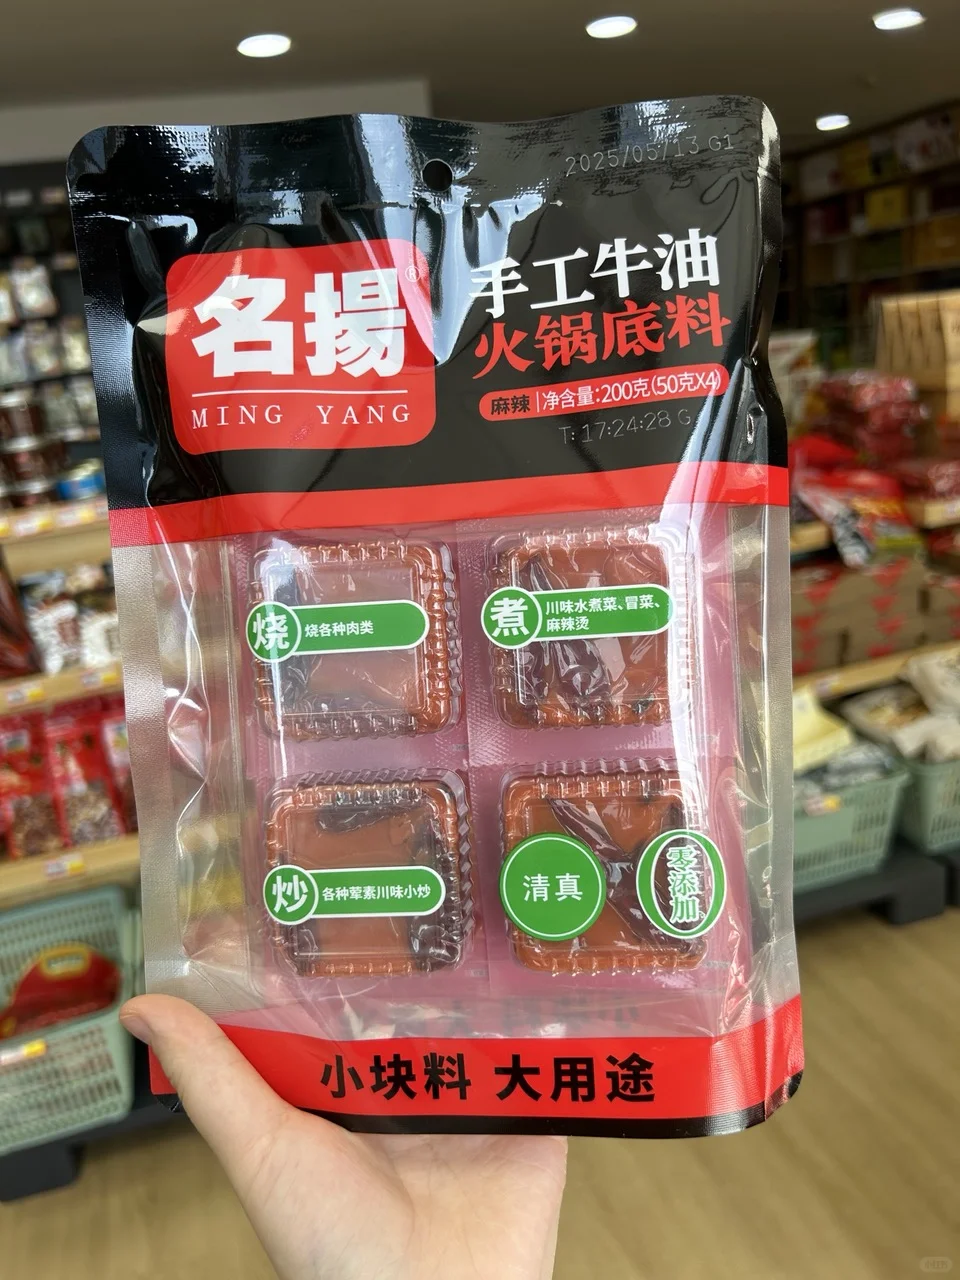 2025/05/13 G1
名揚®
MING YANG
手工牛油
火锅底料
麻辣 | 净含量:200克(50克X4)
T: 17:24:28 G
烧 烧各种肉类
煮 川味水煮菜、冒菜、
麻辣烫
炒 各种荤素川味小炒
清真
0
零添加
小块料 大用途